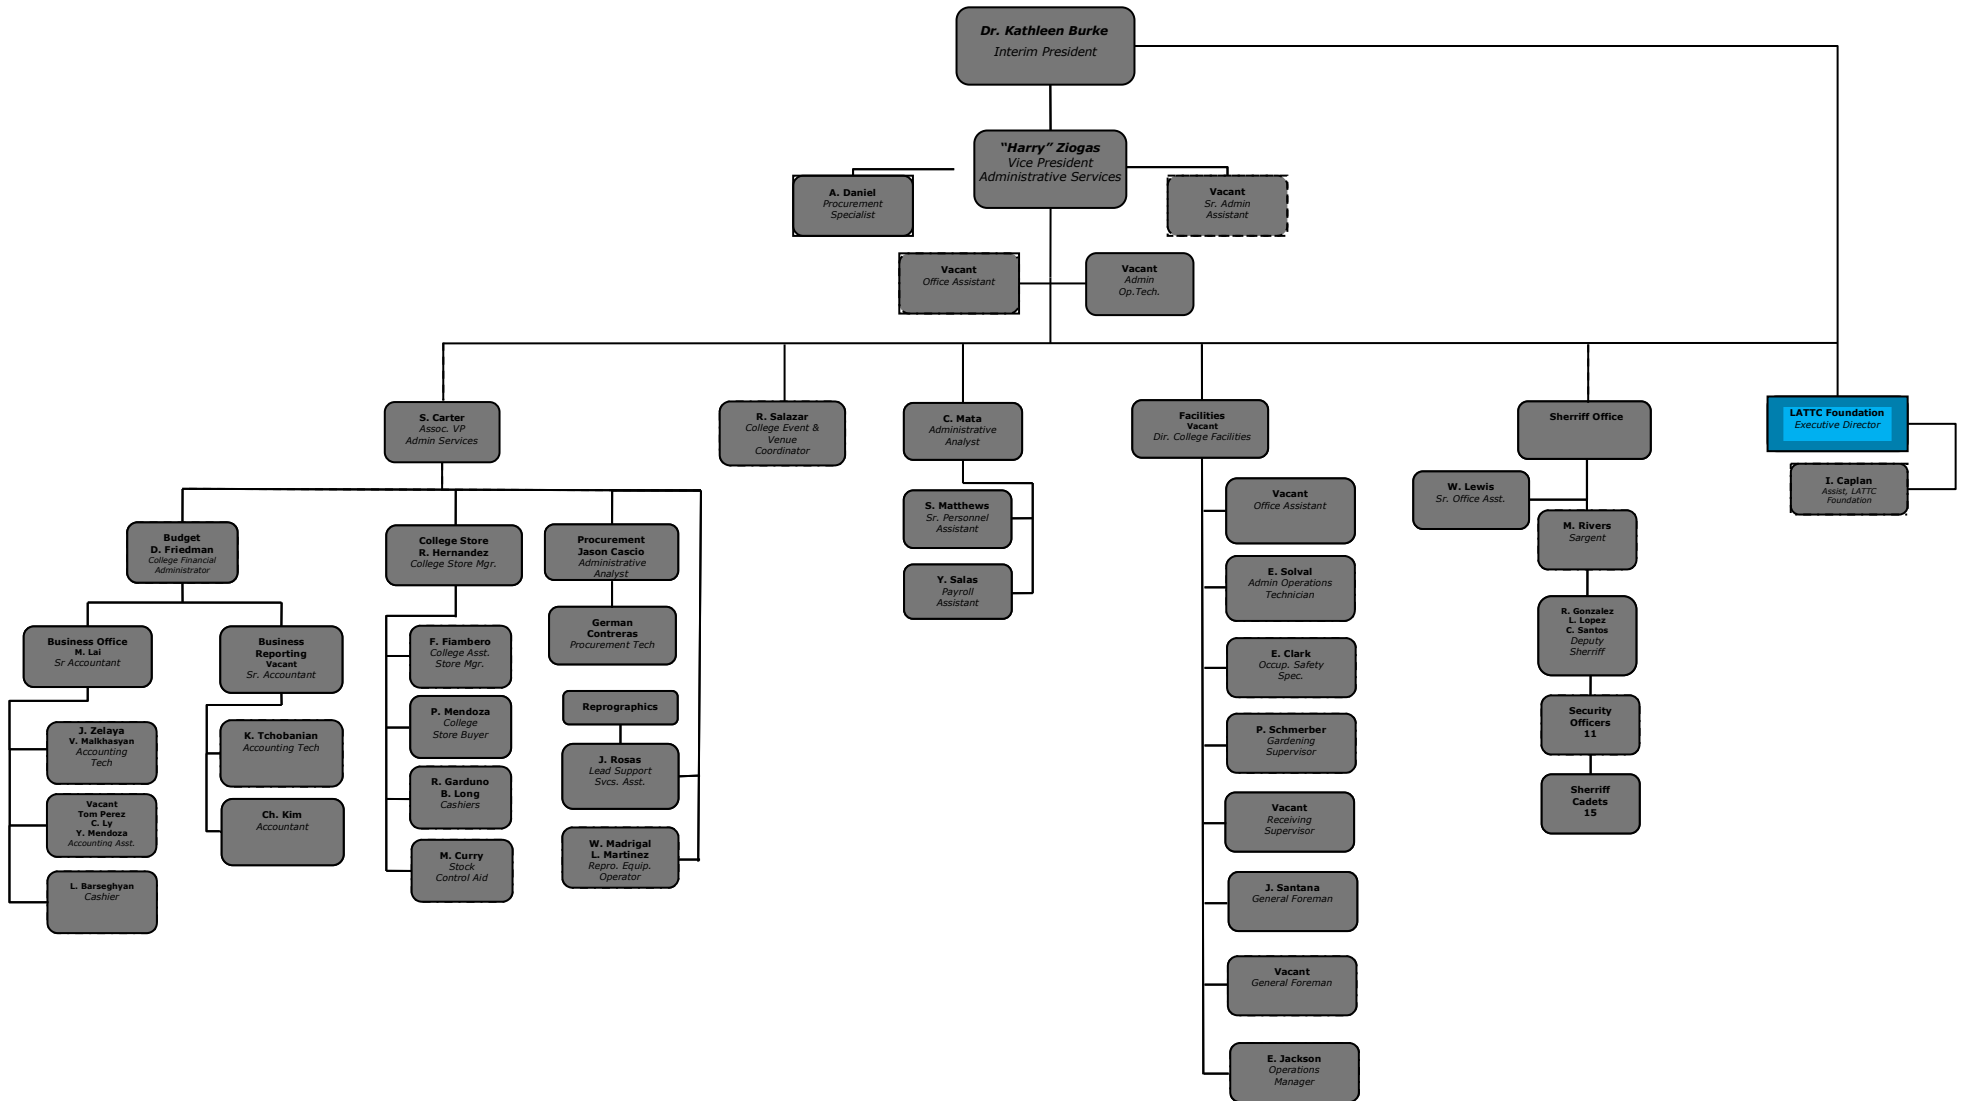 Dr. Kathleen Burke
Interim President
“Harry” Ziogas
Vice President
Administrative Services
A. Daniel
Procurement
Specialist
Vacant
Sr. Admin
Assistant
Vacant
Office Assistant
Vacant
Admin
Op.Tech.
S. Carter
Assoc. VP
Admin Services
R. Salazar
College Event &
Venue
Coordinator
C. Mata
Administrative
Analyst
Facilities
Vacant
Dir. College Facilities
Sherriff Office
LATTC Foundation
Executive Director
I. Caplan
Assist, LATTC
Foundation
Budget
D. Friedman
College Financial
Administrator
College Store
R. Hernandez
College Store Mgr.
Procurement
Jason Cascio
Administrative
Analyst
S. Matthews
Sr. Personnel
Assistant
Y. Salas
Payroll
Assistant
Business Office
M. Lai
Sr Accountant
Business
Reporting
Vacant
Sr. Accountant
J. Zelaya
V. Malkhasyan
Accounting
Tech
Vacant
Tom Perez
C. Ly
Y. Mendoza
Accounting Asst.
L. Barseghyan
Cashier
K. Tchobanian
Accounting Tech
Ch. Kim
Accountant
F. Fiambero
College Asst.
Store Mgr.
P. Mendoza
College
Store Buyer
R. Garduno
B. Long
Cashiers
M. Curry
Stock
Control Aid
German
Contreras
Procurement Tech
Reprographics
J. Rosas
Lead Support
Svcs. Asst.
W. Madrigal
L. Martinez
Repro. Equip.
Operator
Vacant
Office Assistant
E. Solval
Admin Operations
Technician
E. Clark
Occup. Safety
Spec.
P. Schmerber
Gardening
Supervisor
Vacant
Receiving
Supervisor
J. Santana
General Foreman
Vacant
General Foreman
E. Jackson
Operations
Manager
W. Lewis
Sr. Office Asst.
M. Rivers
Sargent
R. Gonzalez
L. Lopez
C. Santos
Deputy
Sherriff
Security
Officers
11
Sherriff
Cadets
15